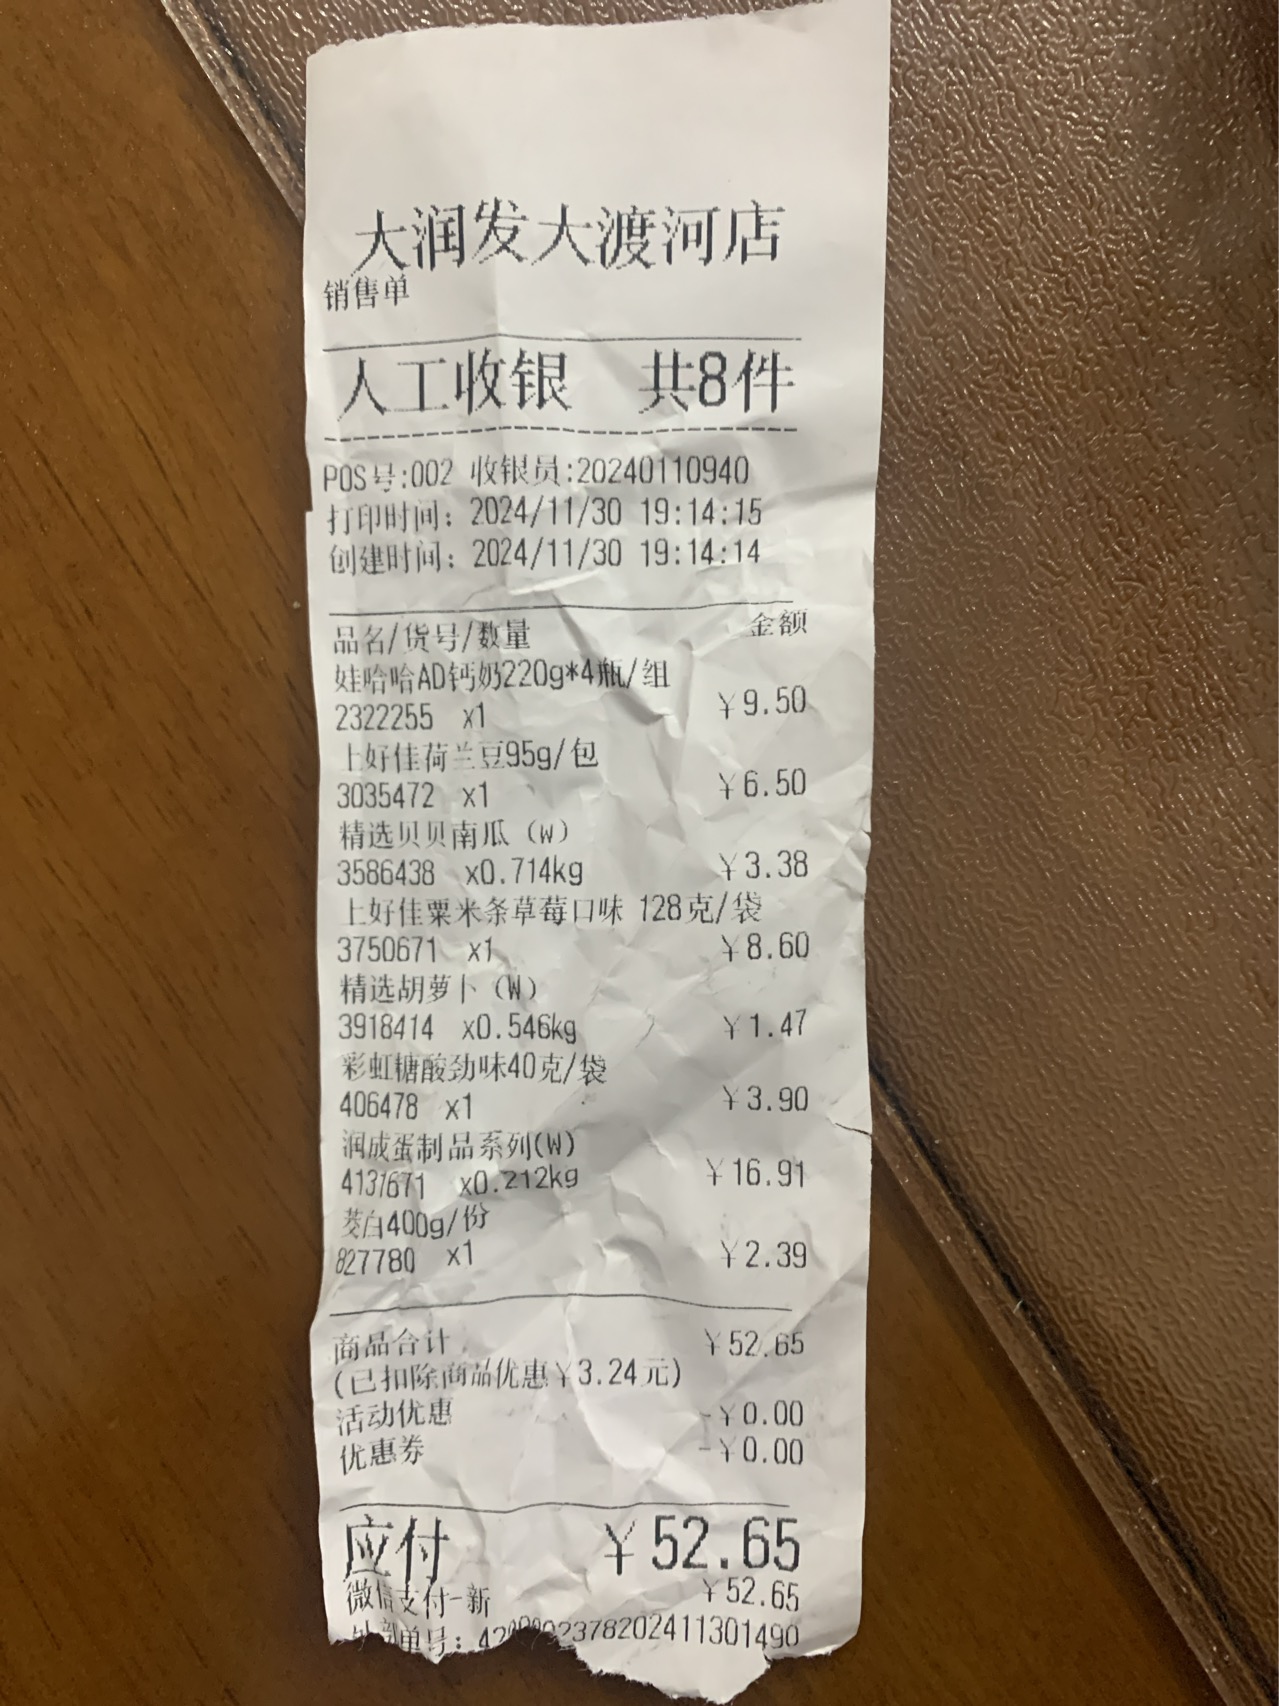 大润发大渡河店
销售单
人工收银 共8件
POS号:002 收银员:20240110940
打印时间: 2024/11/30 19:14:15
创建时间: 2024/11/30 19:14:14
品名/货号/数量 金额
娃哈哈AD钙奶220g*4瓶/组
2322255 x1 ¥9.50
上好佳荷兰豆95g/包
3035472 x1 ¥6.50
精选贝贝南瓜（W）
3586438 x0.714kg ¥3.38
上好佳粟米条草莓口味 128克/袋
3750671 x1 ¥8.60
精选胡萝卜（W）
3918414 x0.546kg ¥1.47
彩虹糖酸劲味40克/袋
406478 x1 ¥3.90
润成蛋制品系列(W)
4131671 x0.212kg ¥16.91
茭白400g/份
827780 x1 ¥2.39
商品合计 ¥52.65
(已扣除商品优惠¥3.24元)
活动优惠 -¥0.00
优惠券 -¥0.00
应付 ¥52.65
微信支付-新 ¥52.65
单号: